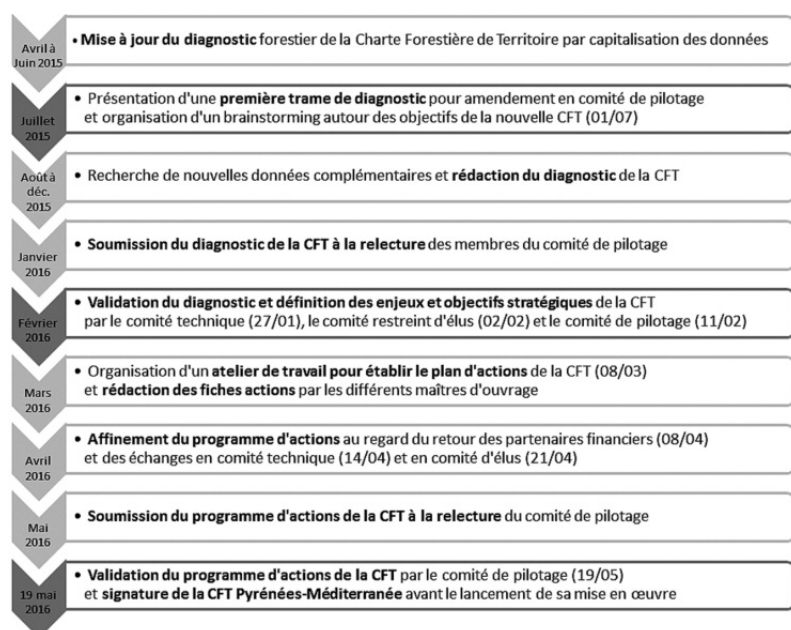 Avril à
Juin 2015
• Mise à jour du diagnostic forestier de la Charte Forestière de Territoire par capitalisation des données
Juillet
2015
• Présentation d'une première trame de diagnostic pour amendement en comité de pilotage
et organisation d'un brainstorming autour des objectifs de la nouvelle CFT (01/07)
Août à
déc.
2015
• Recherche de nouvelles données complémentaires et rédaction du diagnostic de la CFT
Janvier
2016
• Soumission du diagnostic de la CFT à la relecture des membres du comité de pilotage
Février
2016
• Validation du diagnostic et définition des enjeux et objectifs stratégiques de la CFT
par le comité technique (27/01), le comité restreint d'élus (02/02) et le comité de pilotage (11/02)
Mars
2016
• Organisation d'un atelier de travail pour établir le plan d'actions de la CFT (08/03)
et rédaction des fiches actions par les différents maîtres d'ouvrage
Avril
2016
• Affinement du programme d'actions au regard du retour des partenaires financiers (08/04)
et des échanges en comité technique (14/04) et en comité d'élus (21/04)
Mai
2016
• Soumission du programme d'actions de la CFT à la relecture du comité de pilotage
19 mai
2016
• Validation du programme d'actions de la CFT par le comité de pilotage (19/05)
et signature de la CFT Pyrénées-Méditerranée avant le lancement de sa mise en œuvre